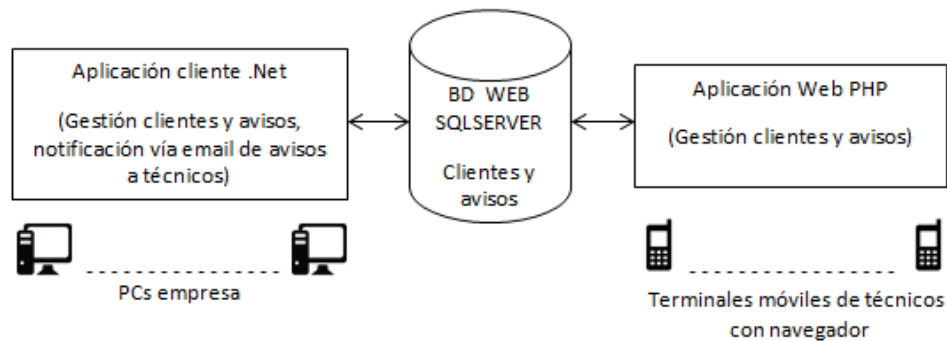 Aplicación cliente .Net
(Gestión clientes y avisos,
notificación vía email de avisos
a técnicos)
BD WEB
SQLSERVER
Clientes y
avisos
Aplicación Web PHP
(Gestión clientes y avisos)
PCs empresa
Terminales móviles de técnicos
con navegador